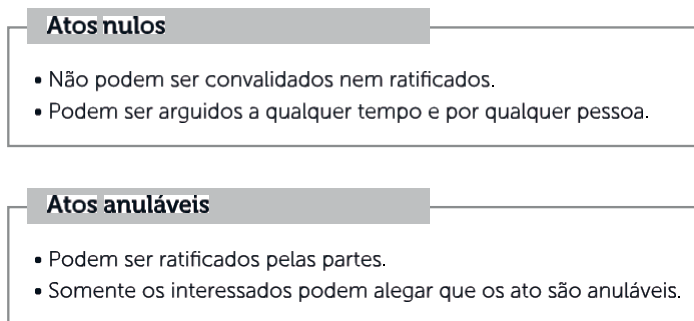 Atos nulos
• Não podem ser convalidados nem ratificados.
• Podem ser arguidos a qualquer tempo e por qualquer pessoa.
Atos anuláveis
• Podem ser ratificados pelas partes.
• Somente os interessados podem alegar que os ato são anuláveis.